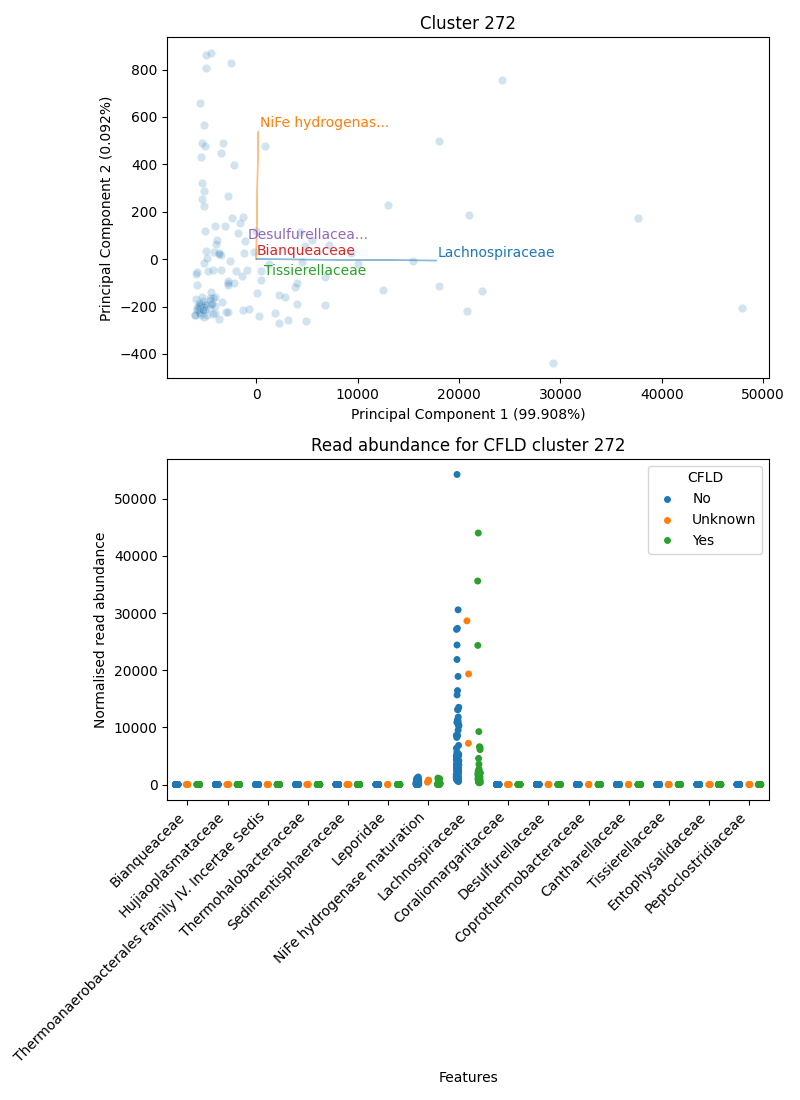 Cluster 272
Principal Component 2 (0.092%)
800
600
400
200
0
−200
−400
NiFe hydrogenas...
Desulfurellacea...
Bianqueaceae
Tissierellaceae
Lachnospiraceae
0 10000 20000 30000 40000 50000
Principal Component 1 (99.908%)
Read abundance for CFLD cluster 272
Normalised read abundance
50000
40000
30000
20000
10000
0
CFLD
No
Unknown
Yes
Bianqueaceae
Hujiaoplasmataceae
Thermoanaerobacterales Family IV. Incertae Sedis
Thermohalobacteraceae
Sedimentisphaeraceae
Leporidae
NiFe hydrogenase maturation
Lachnospiraceae
Coraliomargaritaceae
Desulfurellaceae
Coprothermobacteraceae
Cantharellaceae
Tissierellaceae
Entophysalidaceae
Peptoclostridiaceae
Features